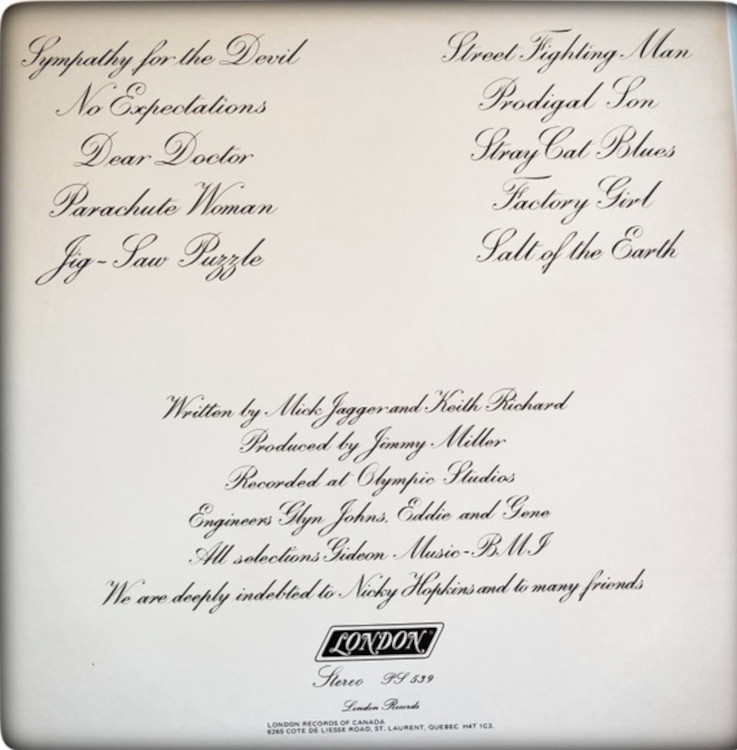 Sympathy for the Devil
No Expectations
Dear Doctor
Parachute Woman
Jig-Saw Puzzle
Street Fighting Man
Prodigal Son
Stray Cat Blues
Factory Girl
Salt of the Earth
Written by Mick Jagger and Keith Richard
Produced by Jimmy Miller
Recorded at Olympic Studios
Engineers Glyn Johns. Eddie and Gene
All selections Gideon Music-BMI
We are deeply indebted to Nicky Hopkins and to many friends
LONDON
Stereo PS 539
London Records
LONDON RECORDS OF CANADA
6265 COTE DE LIESSE ROAD, ST. LAURENT, QUEBEC H4T 1C3.